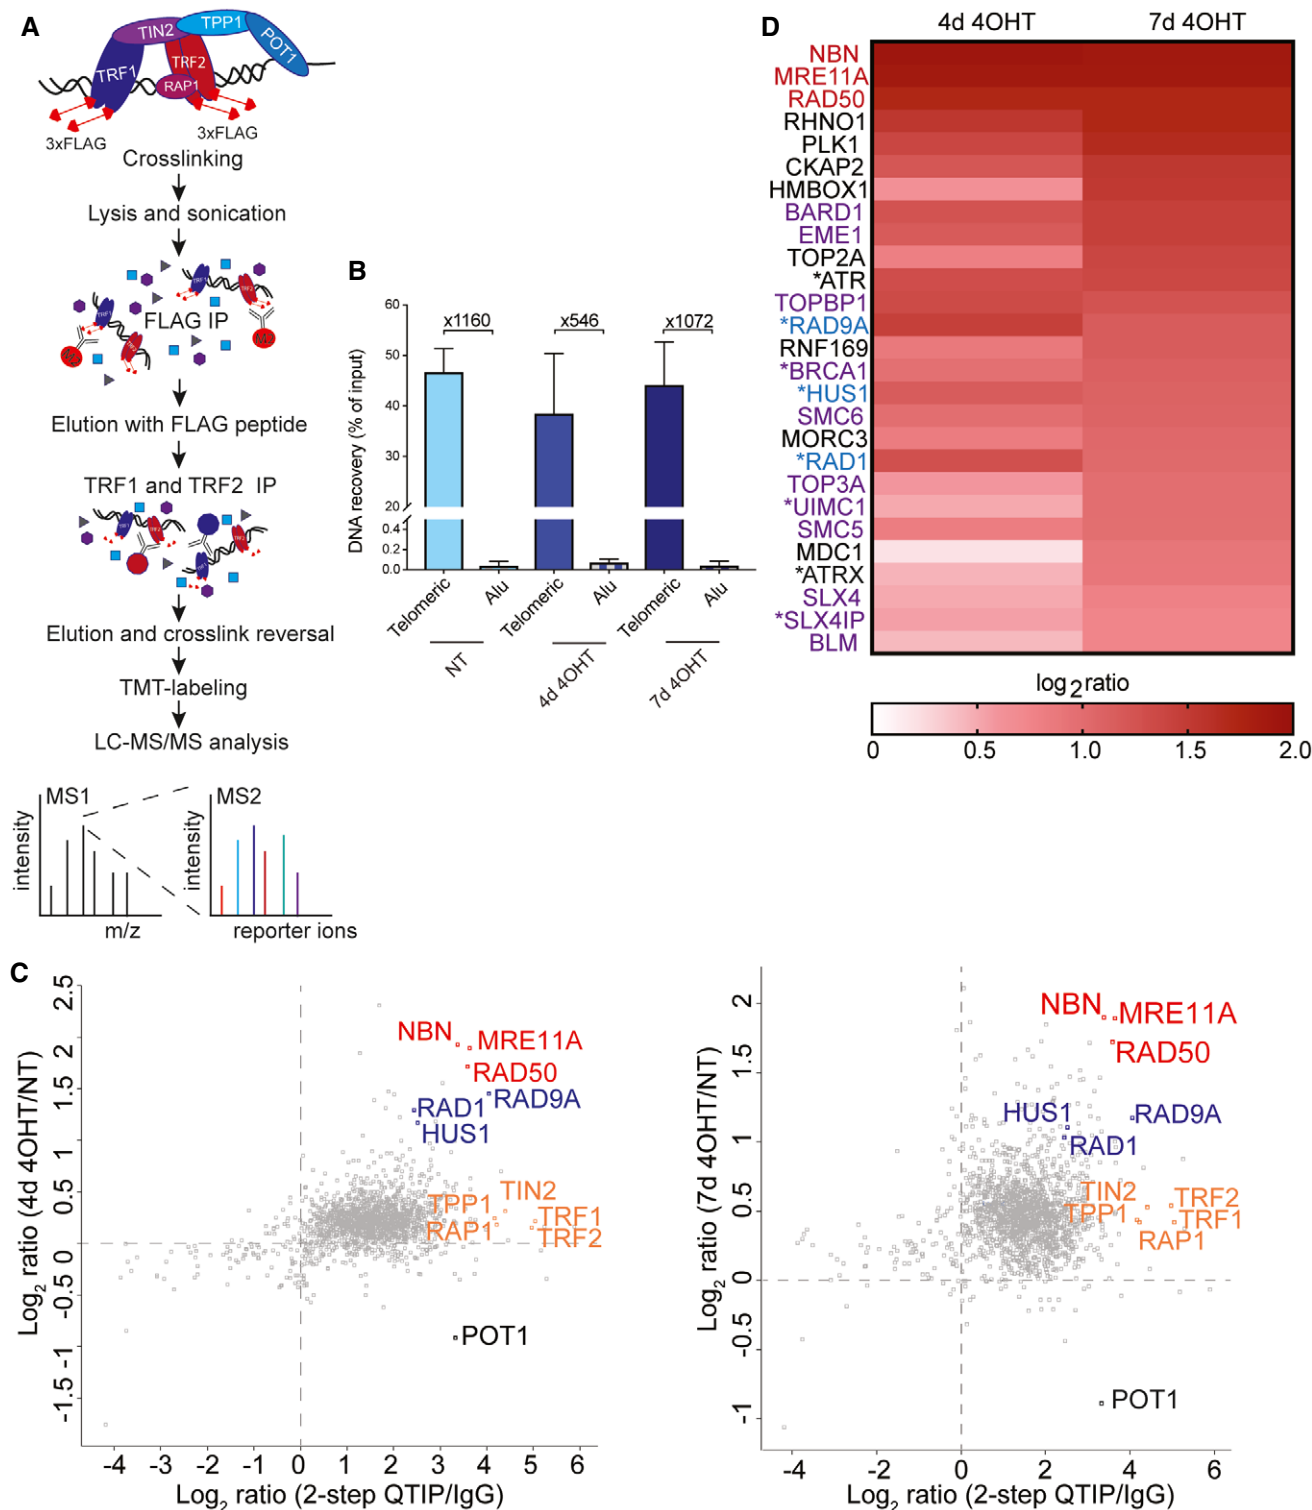 A
TIN2
TPP1
POT1
TRF1
TRF2
RAP1
3xFLAG
3xFLAG
Crosslinking
Lysis and sonication
FLAG IP
Elution with FLAG peptide
TRF1 and TRF2 IP
Elution and crosslink reversal
TMT-labeling
LC-MS/MS analysis
MS1
intensity
m/z
MS2
intensity
reporter ions
B
DNA recovery (% of input)
60
50
40
30
20
0.4
0.2
0.0
x1160
x546
x1072
Telomeric
Alu
Telomeric
Alu
Telomeric
Alu
NT
4d 4OHT
7d 4OHT
C
Log2 ratio (4d 4OHT/NT)
2.5
2
1.5
1
0.5
0
-0.5
-1
-1.5
NBN
MRE11A
RAD50
RAD9A
RAD1
HUS1
TIN2
TPP1
TRF1
RAP1
TRF2
POT1
-4 -3 -2 -1 0 1 2 3 4 5 6
Log2 ratio (2-step QTIP/IgG)
Log2 ratio (7d 4OHT/NT)
2
1.5
1
0.5
0
-0.5
-1
NBN
MRE11A
RAD50
HUS1
RAD9A
RAD1
TIN2
TRF2
TPP1
TRF1
RAP1
POT1
-4 -2 0 2 4 6
Log2 ratio (2-step QTIP/IgG)
D
4d 4OHT 7d 4OHT
NBN
MRE11A
RAD50
RHNO1
PLK1
CKAP2
HMBOX1
BARD1
EME1
TOP2A
*ATR
TOPBP1
*RAD9A
RNF169
*BRCA1
*HUS1
SMC6
MORC3
*RAD1
TOP3A
*UIMC1
SMC5
MDC1
*ATRX
SLX4
*SLX4IP
BLM
log2 ratio
0 0.5 1.0 1.5 2.0